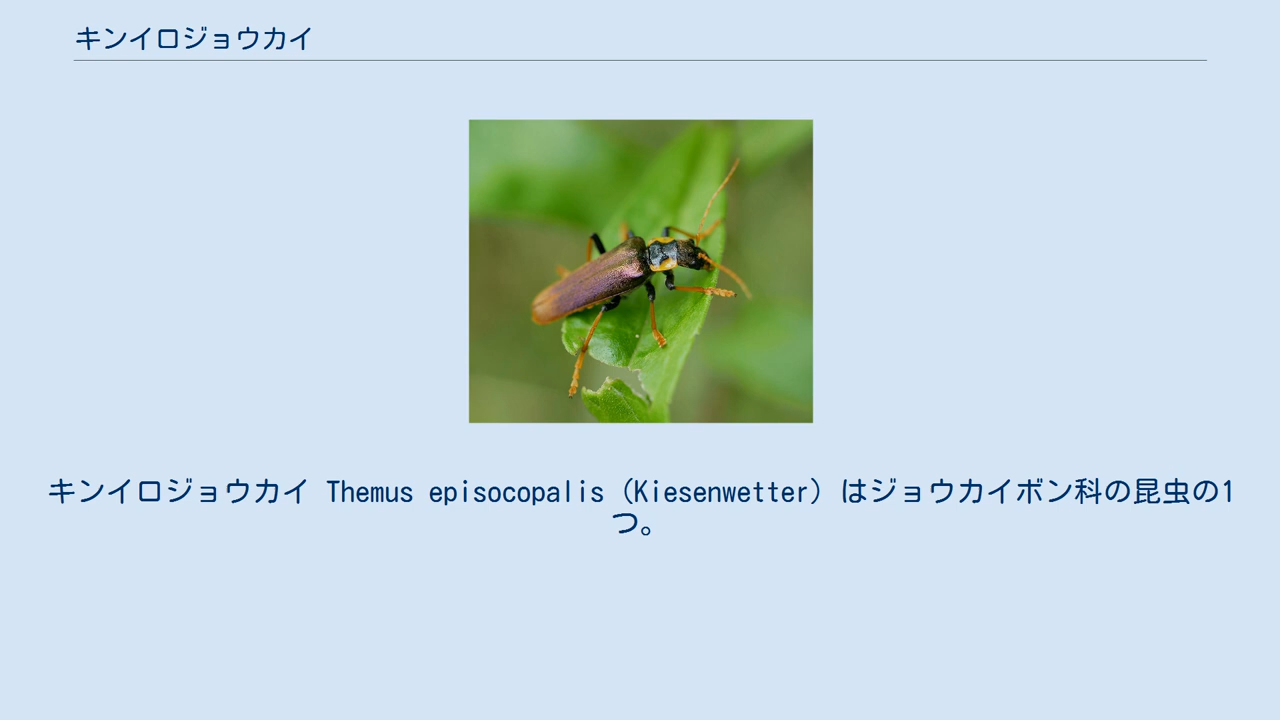 キンイロジョウカイ
キンイロジョウカイ Themus episocopalis（Kiesenwetter）はジョウカイボン科の昆虫の1
つ。